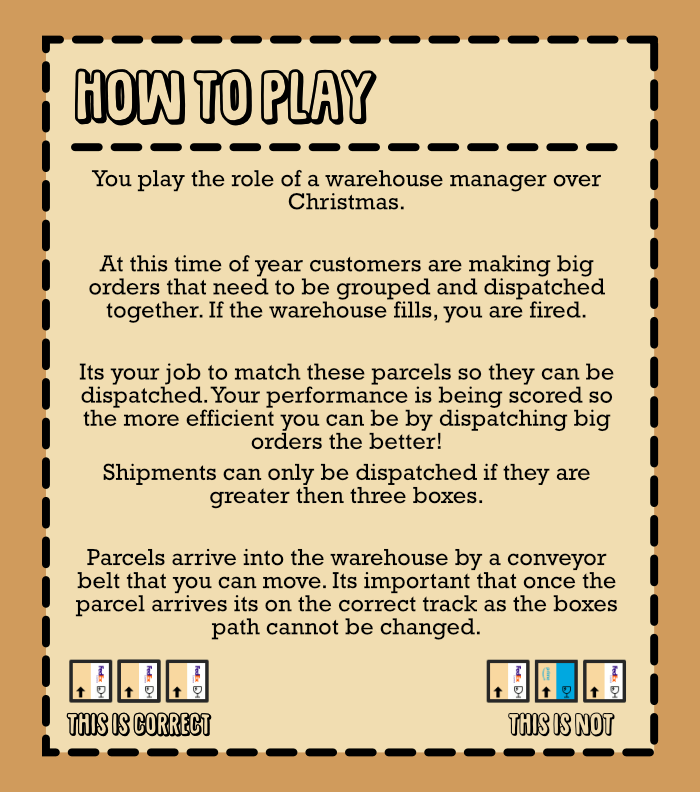 HOW TO PLAY
You play the role of a warehouse manager over
Christmas.
At this time of year customers are making big
orders that need to be grouped and dispatched
together. If the warehouse fills, you are fired.
Its your job to match these parcels so they can be
dispatched. Your performance is being scored so
the more efficient you can be by dispatching big
orders the better!
Shipments can only be dispatched if they are
greater then three boxes.
Parcels arrive into the warehouse by a conveyor
belt that you can move. Its important that once the
parcel arrives its on the correct track as the boxes
path cannot be changed.
FedEx FedEx FedEx FedEx FedEx
THIS IS CORRECT THIS IS NOT